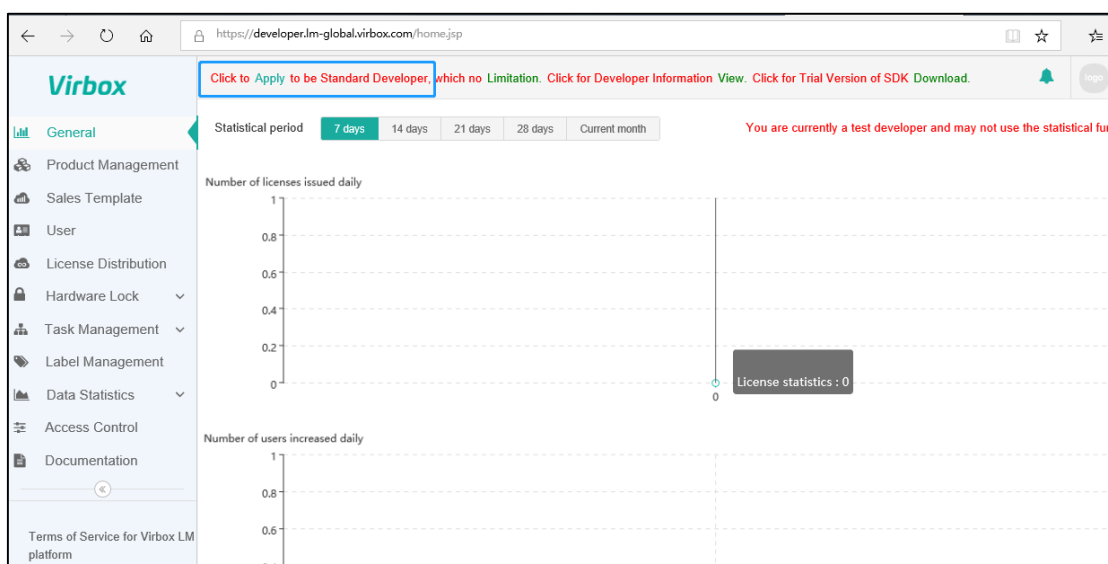 https://developer.lm-global.virbox.com/home.jsp
Virbox
Click to Apply to be Standard Developer, which no Limitation. Click for Developer Information View. Click for Trial Version of SDK Download.
logo
General
Product Management
Sales Template
User
License Distribution
Hardware Lock
Task Management
Label Management
Data Statistics
Access Control
Documentation
Terms of Service for Virbox LM
platform
Statistical period 7 days 14 days 21 days 28 days Current month
You are currently a test developer and may not use the statistical fu
Number of licenses issued daily
1
0.8
0.6
0.4
0.2
0
License statistics : 0
0
Number of users increased daily
1
0.8
0.6